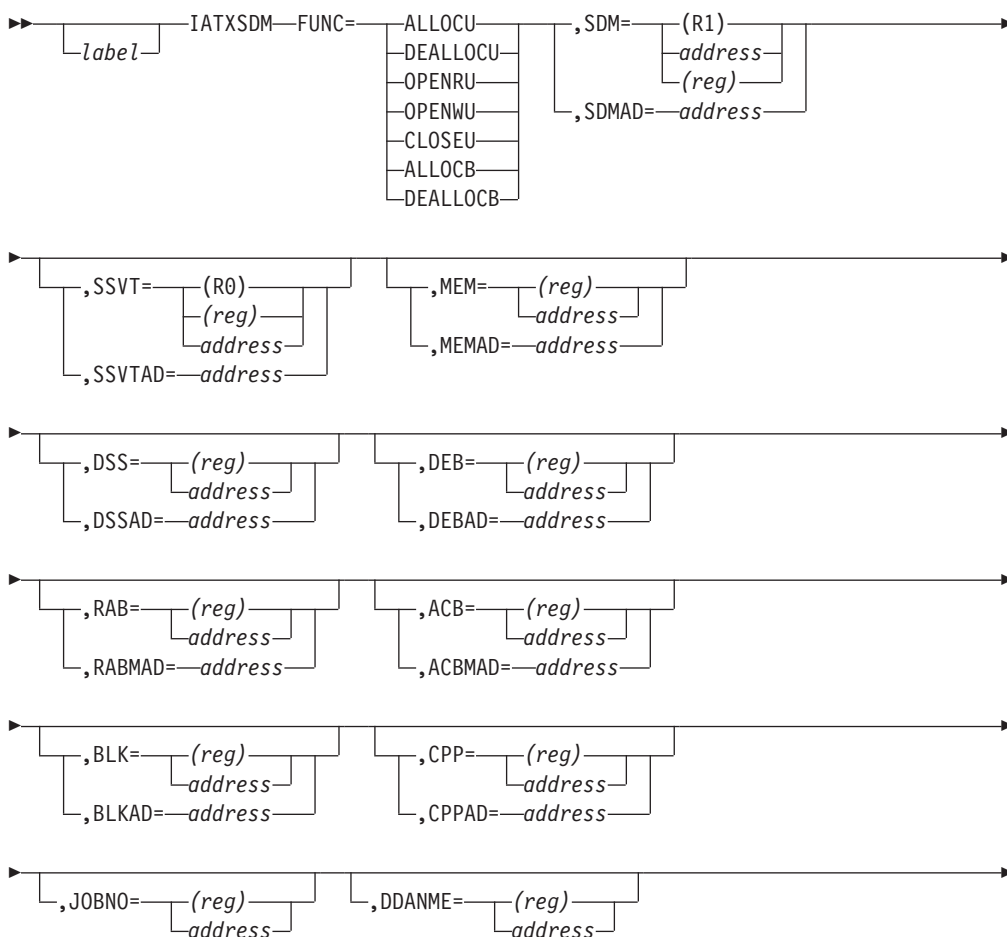 IATXSDM FUNC= ALLOCU ,SDM= (R1)
label DEALLOCU address
OPENRU (reg)
OPENWU ,SDMAD= address
CLOSEU
ALLOCB
DEALLOCB
,SSVT= (R0) ,MEM= (reg)
(reg) address
address ,MEMAD= address
,SSVTAD= address
,DSS= (reg) ,DEB= (reg)
address address
,DSSAD= address ,DEBAD= address
,RAB= (reg) ,ACB= (reg)
address address
,RABMAD= address ,ACBMAD= address
,BLK= (reg) ,CPP= (reg)
address address
,BLKAD= address ,CPPAD= address
,JOBNO= (reg) ,DDANME= (reg)
address address